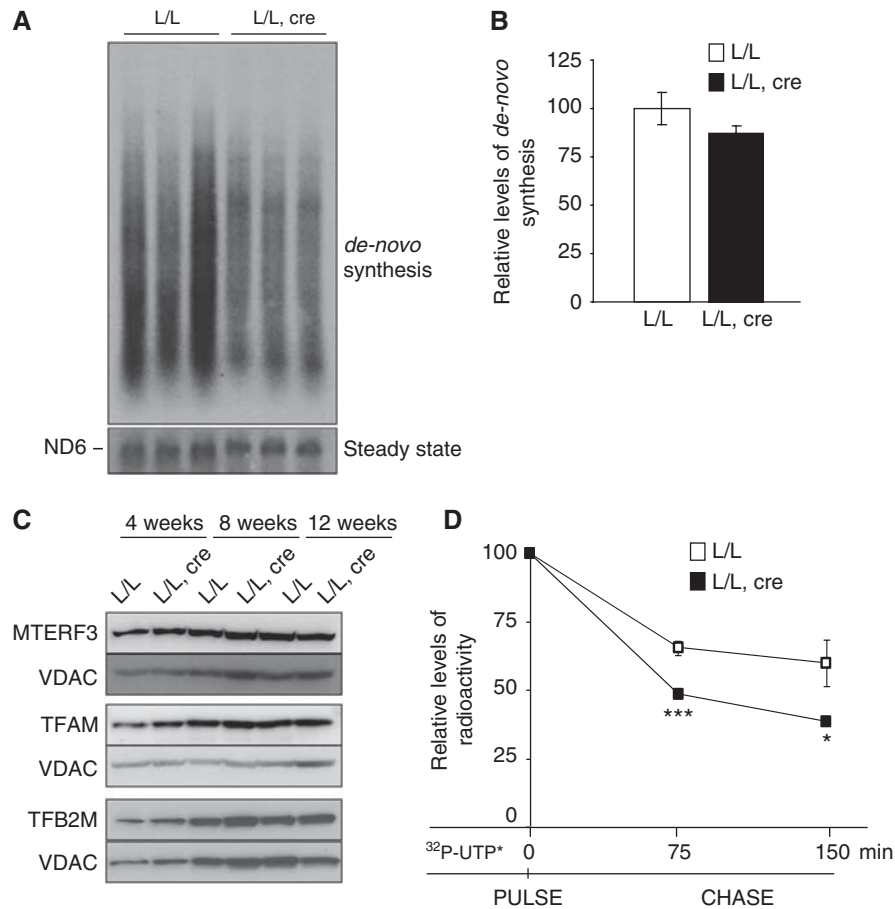 A
L/L
L/L, cre
de-novo
synthesis
ND6
Steady state
B
Relative levels of de-novo
synthesis
125
100
75
50
25
0
L/L
L/L, cre
L/L
L/L, cre
C
4 weeks
8 weeks
12 weeks
L/L
L/L, cre
L/L
L/L, cre
L/L
L/L, cre
MTERF3
VDAC
TFAM
VDAC
TFB2M
VDAC
D
Relative levels of
radioactivity
100
75
50
25
0
L/L
L/L, cre
***
*
³²P-UTP*
0
75
150 min
PULSE
CHASE